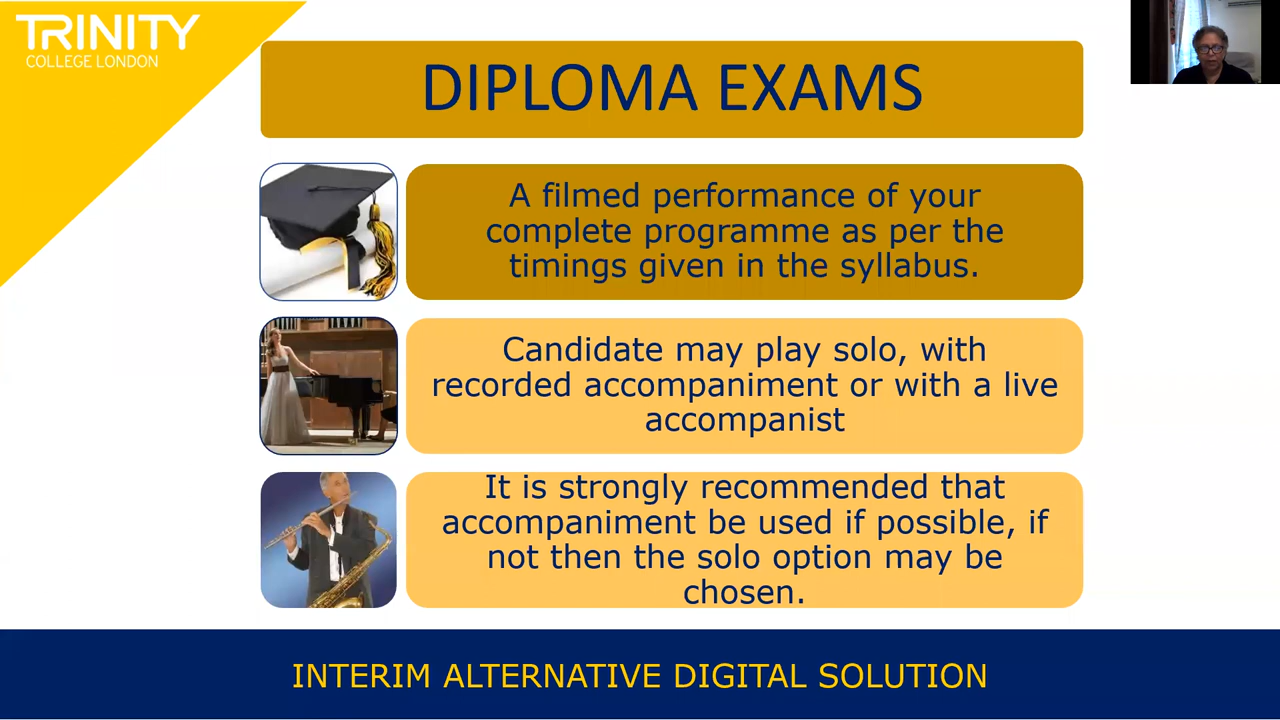 TRINITY
COLLEGE LONDON
DIPLOMA EXAMS
A filmed performance of your
complete programme as per the
timings given in the syllabus.
Candidate may play solo, with
recorded accompaniment or with a live
accompanist
It is strongly recommended that
accompaniment be used if possible, if
not then the solo option may be
chosen.
INTERIM ALTERNATIVE DIGITAL SOLUTION